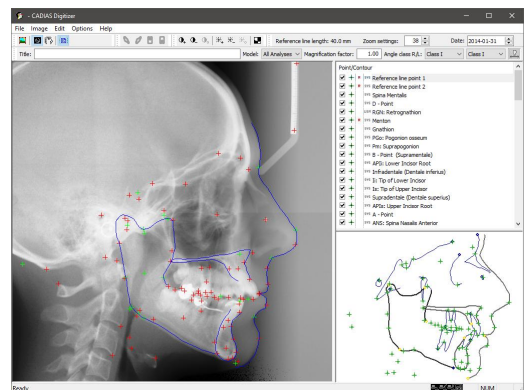 - CADIAS Digitizer
File Image Edit Options Help
Reference line length: 40.0 mm Zoom settings: 38 Date: 2014-01-31
Title: Model: All Analyses Magnification factor: 1.00 Angle class R/L: Class I Class I
Point/Contour
Reference line point 1
Reference line point 2
Spina Mentalis
D - Point
RGN: Retrognathion
Menton
Gnathion
PGo: Pogonion osseum
Pm: Suprapogonion
B - Point (Supramentale)
APIi: Lower Incisor Root
Infradentale (Dentale inferius)
Ii: Tip of Lower Incisor
Is: Tip of Upper Incisor
Supradentale (Dentale superius)
APIs: Upper Incisor Root
A - Point
ANS: Spina Nasalis Anterior
Ready
NUM